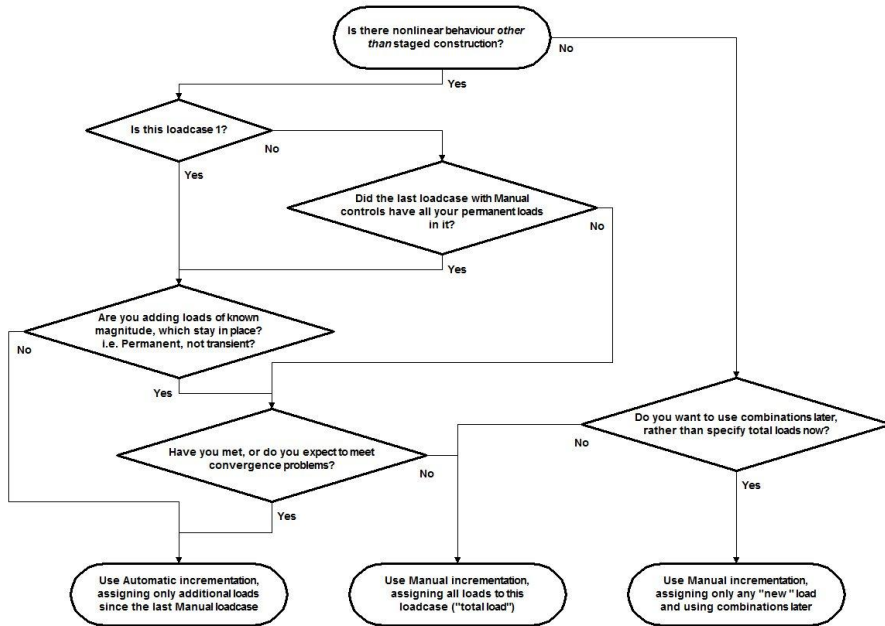 Is there nonlinear behaviour other
than staged construction?
No
Yes
Is this loadcase 1?
No
Yes
Did the last loadcase with Manual
controls have all your permanent loads
in it?
No
Yes
Are you adding loads of known
magnitude, which stay in place?
i.e. Permanent, not transient?
No
Yes
Do you want to use combinations later,
rather than specify total loads now?
No
Yes
Have you met, or do you expect to meet
convergence problems?
No
Yes
Use Automatic incrementation,
assigning only additional loads
since the last Manual loadcase
Use Manual incrementation,
assigning all loads to this
loadcase ("total load")
Use Manual incrementation,
assigning only any "new " load
and using combinations later